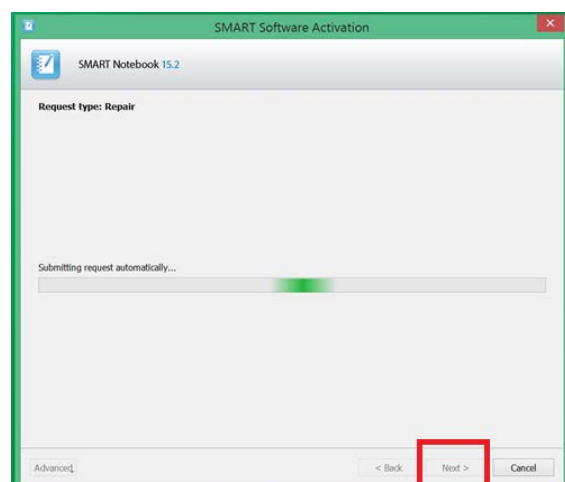 SMART Software Activation
SMART Notebook 15.2
Request type: Repair
Submitting request automatically...
Advanced
< Back Next > Cancel